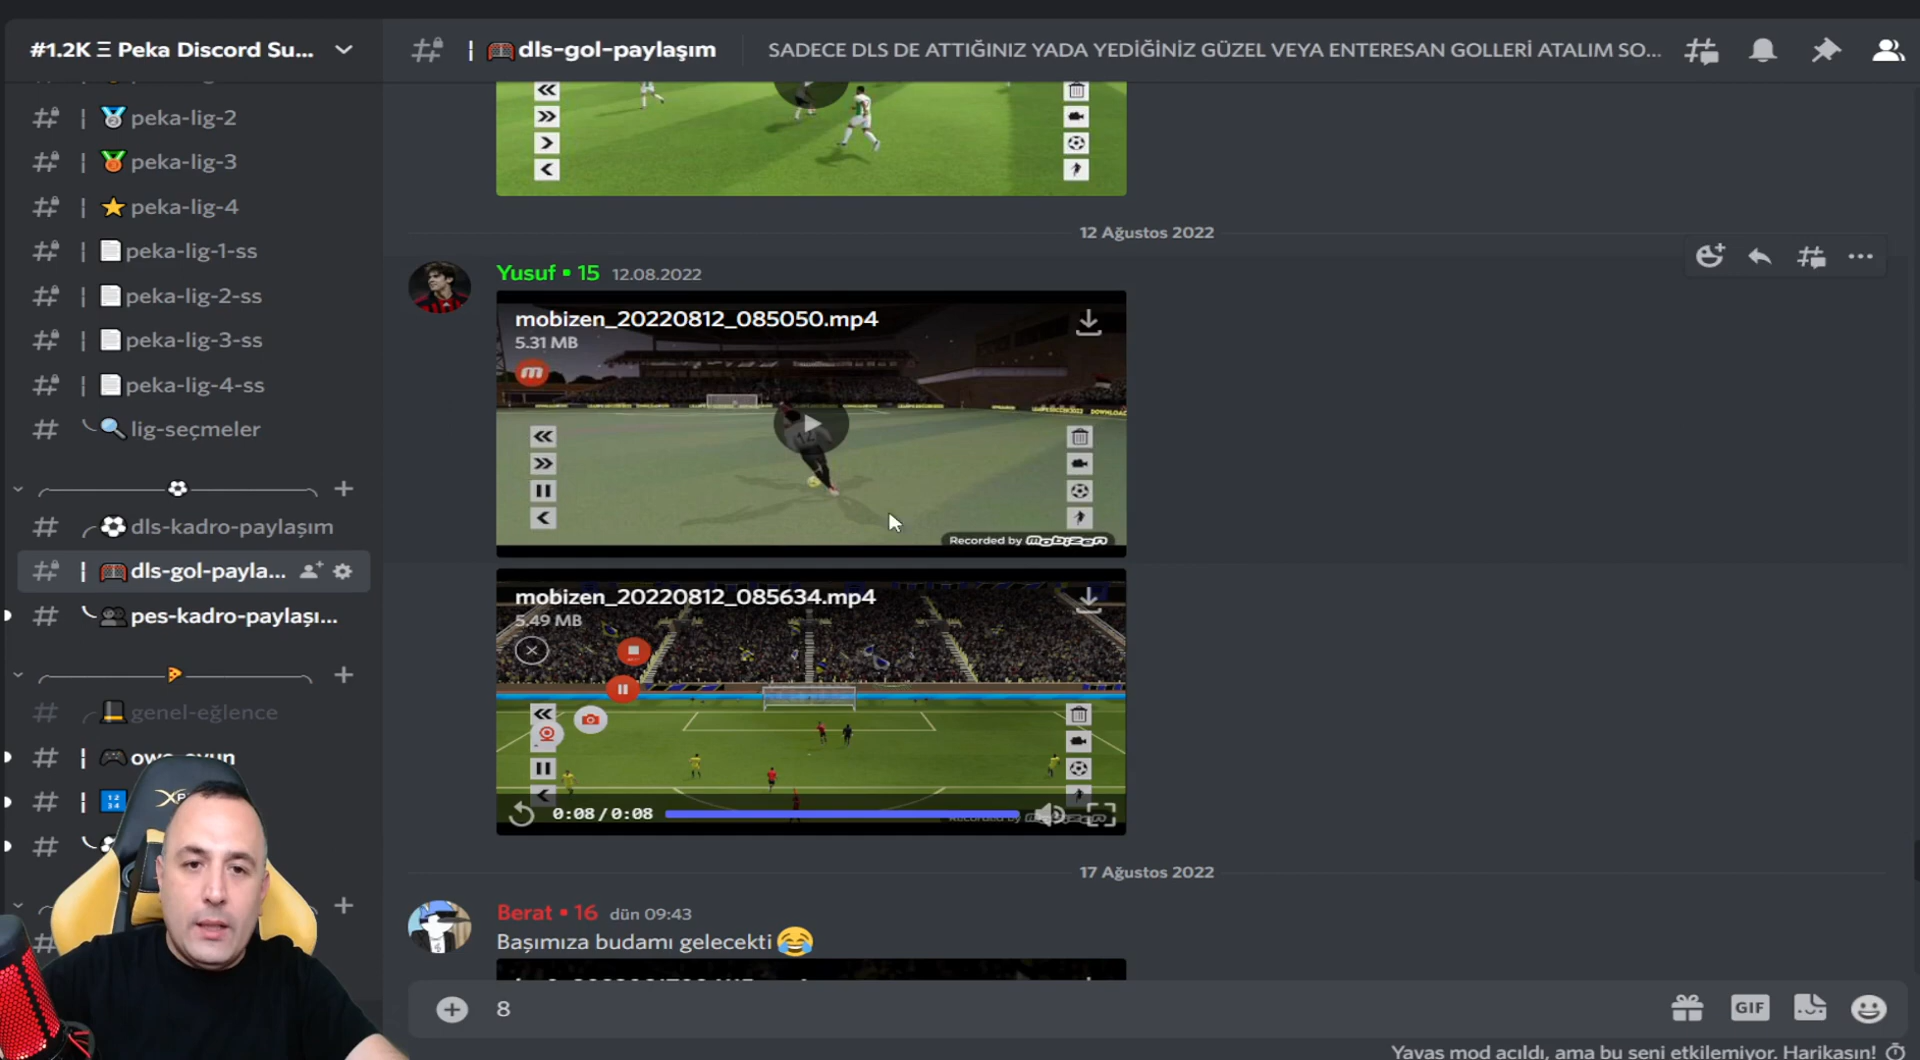 #1.2K Ξ Peka Discord Su...
dls-gol-paylaşım
SADECE DLS DE ATTIĞINIZ YADA YEDİĞİNİZ GÜZEL VEYA ENTERESAN GOLLERİ ATALIM SO...
peka-lig-2
peka-lig-3
peka-lig-4
peka-lig-1-ss
peka-lig-2-ss
peka-lig-3-ss
peka-lig-4-ss
lig-seçmeler
dls-kadro-paylaşım
dls-gol-payla...
pes-kadro-paylaşı...
genel-eğlence
12 Ağustos 2022
Yusuf • 15 12.08.2022
mobizen_20220812_085050.mp4
5.31 MB
12
Recorded by mobizen
mobizen_20220812_085634.mp4
5.49 MB
0:08 / 0:08
Recorded by
17 Ağustos 2022
Berat • 16 dün 09:43
Başımıza budamı gelecekti 😂
8
GIF
Yavaş mod açıldı, ama bu seni etkilemiyor. Harikasın!